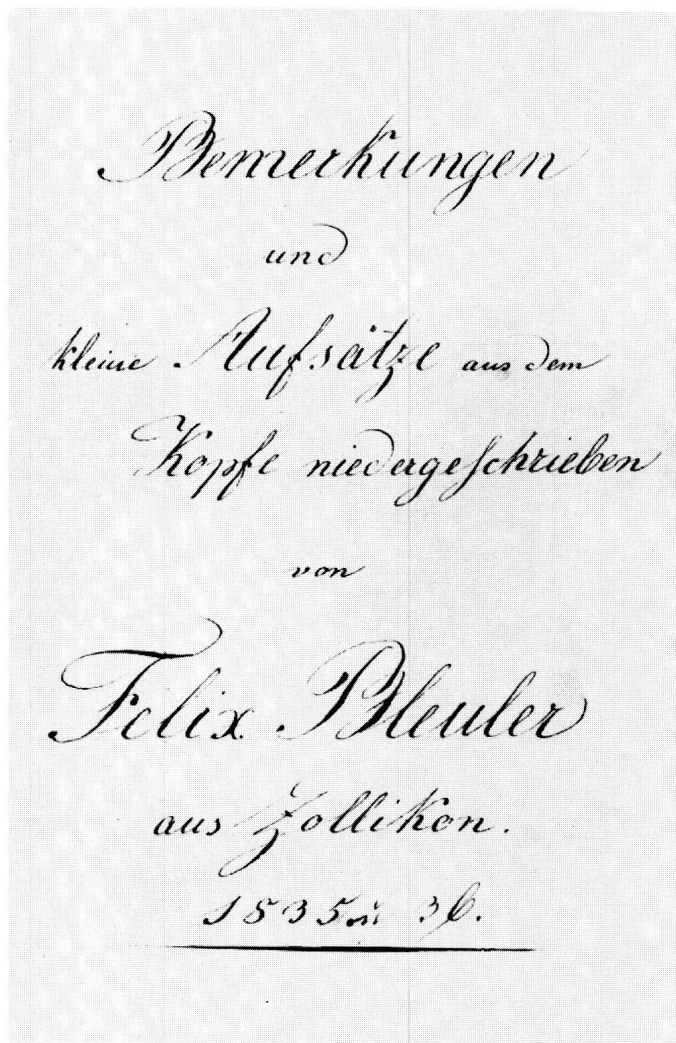 Bemerkungen
und
kleine Aufsätze aus dem
Kopfe niedergeschrieben
von
Felix Bleuler
aus Zollikon.
1835 u 36.